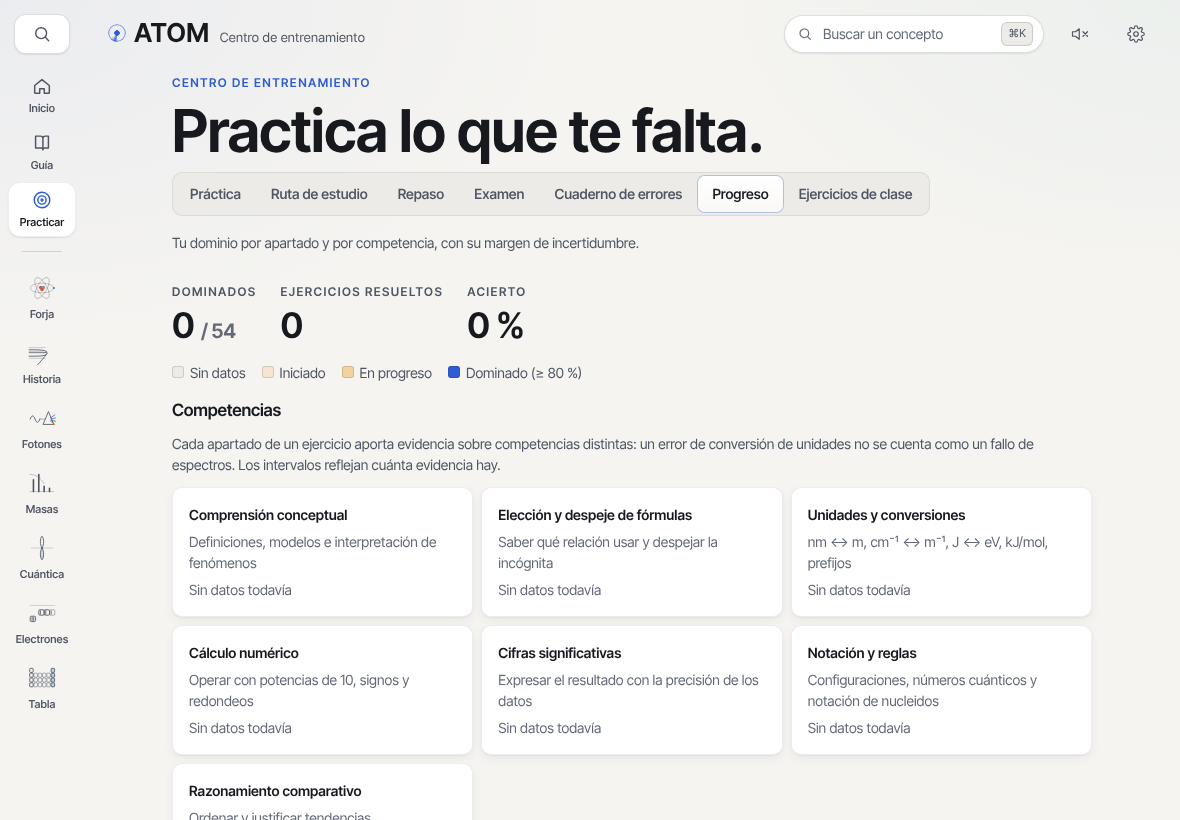 ATOM Centro de entrenamiento
Buscar un concepto ⌘K
Inicio
Guía
Practicar
Forja
Historia
Fotones
Masas
Cuántica
Electrones
Tabla
CENTRO DE ENTRENAMIENTO
Practica lo que te falta.
Práctica Ruta de estudio Repaso Examen Cuaderno de errores Progreso Ejercicios de clase
Tu dominio por apartado y por competencia, con su margen de incertidumbre.
DOMINADOS EJERCICIOS RESUELTOS ACIERTO
0 / 54 0 0 %
Sin datos Iniciado En progreso Dominado (≥ 80 %)
Competencias
Cada apartado de un ejercicio aporta evidencia sobre competencias distintas: un error de conversión de unidades no se cuenta como un fallo de
espectros. Los intervalos reflejan cuánta evidencia hay.
Comprensión conceptual
Definiciones, modelos e interpretación de
fenómenos
Sin datos todavía
Elección y despeje de fórmulas
Saber qué relación usar y despejar la
incógnita
Sin datos todavía
Unidades y conversiones
nm ↔ m, cm⁻¹ ↔ m⁻¹, J ↔ eV, kJ/mol,
prefijos
Sin datos todavía
Cálculo numérico
Operar con potencias de 10, signos y
redondeos
Sin datos todavía
Cifras significativas
Expresar el resultado con la precisión de los
datos
Sin datos todavía
Notación y reglas
Configuraciones, números cuánticos y
notación de nucleidos
Sin datos todavía
Razonamiento comparativo
Ordenar y justificar tendencias